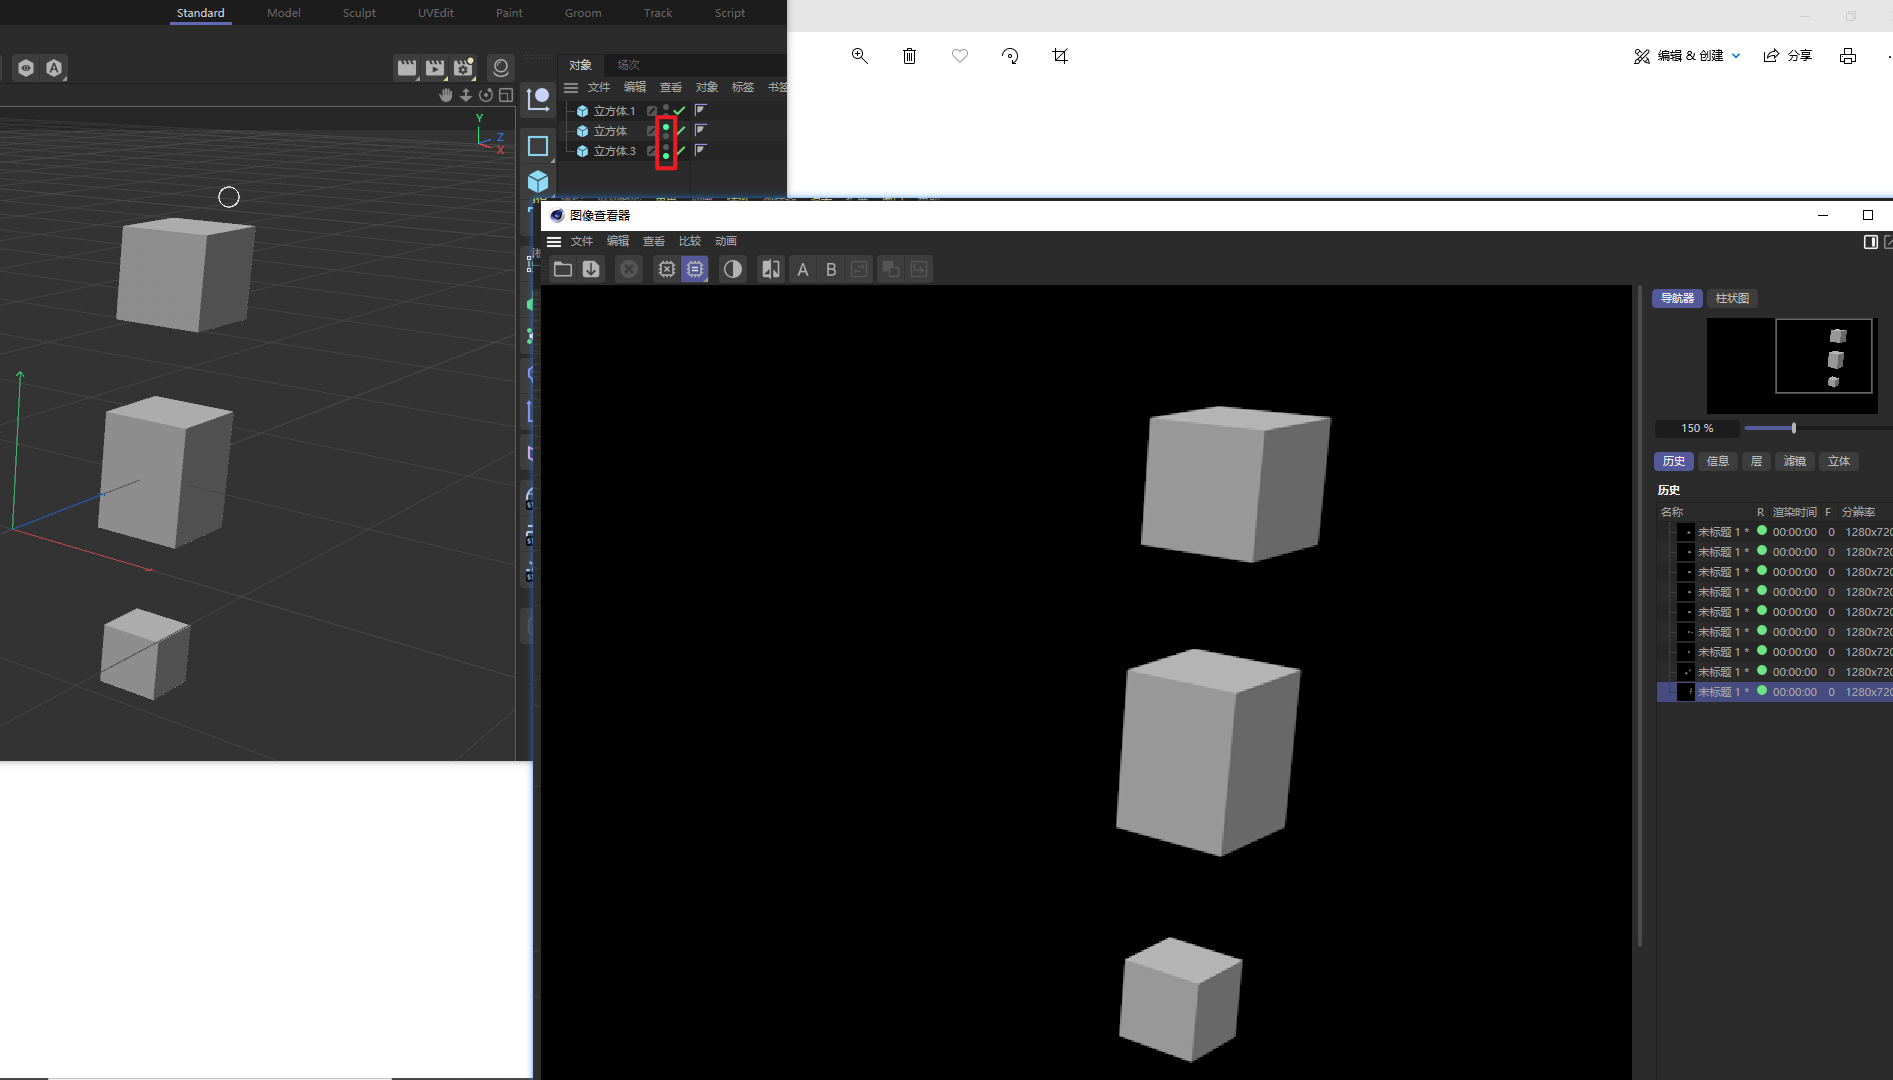 Standard Model Sculpt UVEdit Paint Groom Track Script
编辑 & 创建 分享
对象 场次
文件 编辑 查看 对象 标签 书签
立方体.1
立方体
立方体.3
Y
Z
X
图像查看器
文件 编辑 查看 比较 动画
A B
导航器 柱状图
150 %
历史 信息 层 滤镜 立体
历史
名称 R 渲染时间 F 分辨率
未标题 1 * 00:00:00 0 1280x720
未标题 1 * 00:00:00 0 1280x720
未标题 1 * 00:00:00 0 1280x720
未标题 1 * 00:00:00 0 1280x720
未标题 1 * 00:00:00 0 1280x720
未标题 1 * 00:00:00 0 1280x720
未标题 1 * 00:00:00 0 1280x720
未标题 1 * 00:00:00 0 1280x720
未标题 1 * 00:00:00 0 1280x720